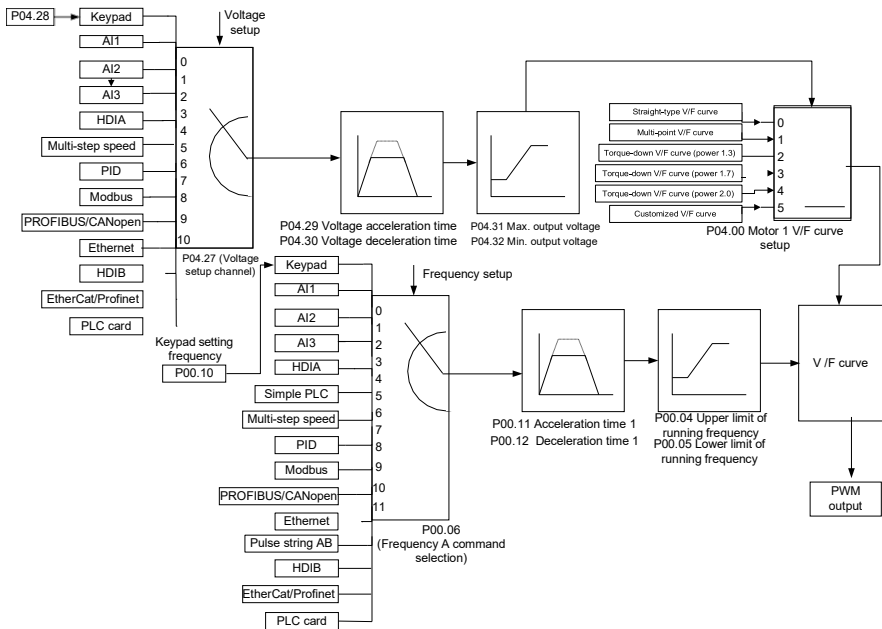 P04.28
Keypad
AI1
AI2
AI3
HDIA
Multi-step speed
PID
Modbus
PROFIBUS/CANopen
Ethernet
HDIB
EtherCat/Profinet
PLC card
Voltage
setup
0
1
2
3
4
5
6
7
8
9
10
P04.27 (Voltage
setup channel)
P04.29 Voltage acceleration time
P04.30 Voltage deceleration time
P04.31 Max. output voltage
P04.32 Min. output voltage
Straight-type V/F curve
Multi-point V/F curve
Torque-down V/F curve (power 1.3)
Torque-down V/F curve (power 1.7)
Torque-down V/F curve (power 2.0)
Customized V/F curve
0
1
2
3
4
5
P04.00 Motor 1 V/F curve
setup
Keypad setting
frequency
P00.10
Keypad
AI1
AI2
AI3
HDIA
Simple PLC
Multi-step speed
PID
Modbus
PROFIBUS/CANopen
Ethernet
Pulse string AB
HDIB
EtherCat/Profinet
PLC card
Frequency setup
0
1
2
3
4
5
6
7
8
9
10
11
P00.06
(Frequency A command
selection)
P00.11 Acceleration time 1
P00.12 Deceleration time 1
P00.04 Upper limit of
running frequency
P00.05 Lower limit of
running frequency
V /F curve
PWM
output